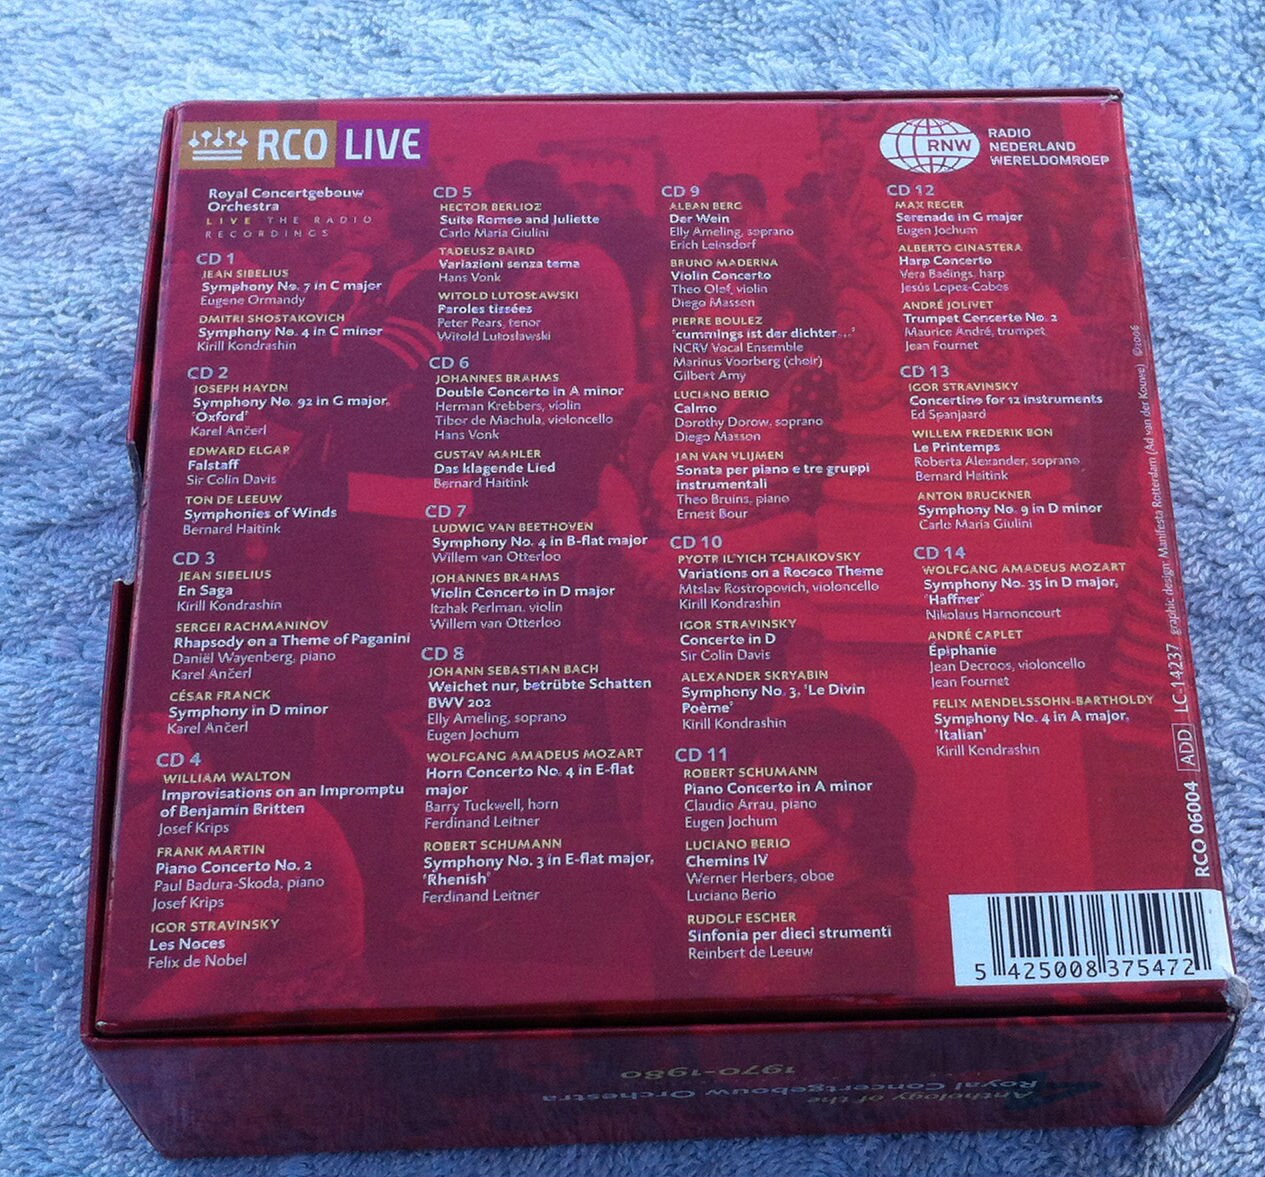 RCO LIVE
RNW
RADIO
NEDERLAND
WERELDOMROEP
Royal Concertgebouw
Orchestra
LIVE THE RADIO
RECORDINGS
CD 1
JEAN SIBELIUS
Symphony No. 7 in C major
Eugene Ormandy
DMITRI SHOSTAKOVICH
Symphony No. 4 in C minor
Kirill Kondrashin
CD 2
JOSEPH HAYDN
Symphony No. 92 in G major,
'Oxford'
Karel Ančerl
EDWARD ELGAR
Falstaff
Sir Colin Davis
TON DE LEEUW
Symphonies of Winds
Bernard Haitink
CD 3
JEAN SIBELIUS
En Saga
Kirill Kondrashin
SERGEI RACHMANINOV
Rhapsody on a Theme of Paganini
Daniël Wayenberg, piano
Karel Ančerl
CÉSAR FRANCK
Symphony in D minor
Karel Ančerl
CD 4
WILLIAM WALTON
Improvisations on an Impromptu
of Benjamin Britten
Josef Krips
FRANK MARTIN
Piano Concerto No. 2
Paul Badura-Skoda, piano
Josef Krips
IGOR STRAVINSKY
Les Noces
Felix de Nobel
CD 5
HECTOR BERLIOZ
Suite Romeo and Juliette
Carlo Maria Giulini
TADEUSZ BAIRD
Variazioni senza tema
Hans Vonk
WITOLD LUTOSŁAWSKI
Paroles tissées
Peter Pears, tenor
Witold Lutosławski
CD 6
JOHANNES BRAHMS
Double Concerto in A minor
Herman Krebbers, violin
Tibor de Machula, violoncello
Hans Vonk
GUSTAV MAHLER
Das klagende Lied
Bernard Haitink
CD 7
LUDWIG VAN BEETHOVEN
Symphony No. 4 in B-flat major
Willem van Otterloo
JOHANNES BRAHMS
Violin Concerto in D major
Itzhak Perlman, violin
Willem van Otterloo
CD 8
JOHANN SEBASTIAN BACH
Weichet nur, betrübte Schatten
BWV 202
Elly Ameling, soprano
Eugen Jochum
WOLFGANG AMADEUS MOZART
Horn Concerto No. 4 in E-flat
major
Barry Tuckwell, horn
Ferdinand Leitner
ROBERT SCHUMANN
Symphony No. 3 in E-flat major,
'Rhenish'
Ferdinand Leitner
CD 9
ALBAN BERG
Der Wein
Elly Ameling, soprano
Erich Leinsdorf
BRUNO MADERNA
Violin Concerto
Theo Olof, violin
Diego Masson
PIERRE BOULEZ
'cummings ist der dichter...'
NCRV Vocal Ensemble
Marinus Voorberg (choir)
Gilbert Amy
LUCIANO BERIO
Calmo
Dorothy Dorow, soprano
Diego Masson
JAN VAN VLIJMEN
Sonata per piano e tre gruppi
instrumentali
Theo Bruins, piano
Ernest Bour
CD 10
PYOTR IL'YICH TCHAIKOVSKY
Variations on a Rococo Theme
Mtslav Rostropovich, violoncello
Kirill Kondrashin
IGOR STRAVINSKY
Concerto in D
Sir Colin Davis
ALEXANDER SKRYABIN
Symphony No. 3, 'Le Divin
Poème'
Kirill Kondrashin
CD 11
ROBERT SCHUMANN
Piano Concerto in A minor
Claudio Arrau, piano
Eugen Jochum
LUCIANO BERIO
Chemins IV
Werner Herbers, oboe
Luciano Berio
RUDOLF ESCHER
Sinfonia per dieci strumenti
Reinbert de Leeuw
CD 12
MAX REGER
Serenade in G major
Eugen Jochum
ALBERTO GINASTERA
Harp Concerto
Vera Badings, harp
Jesús Lopez-Cobos
ANDRÉ JOLIVET
Trumpet Concerto No. 2
Maurice André, trumpet
Jean Fournet
CD 13
IGOR STRAVINSKY
Concertino for 12 instruments
Ed Spanjaard
WILLEM FREDERIK BON
Le Printemps
Roberta Alexander, soprano
Bernard Haitink
ANTON BRUCKNER
Symphony No. 9 in D minor
Carlo Maria Giulini
CD 14
WOLFGANG AMADEUS MOZART
Symphony No. 35 in D major,
'Haffner'
Nikolaus Harnoncourt
ANDRÉ CAPLET
Épiphanie
Jean Decroos, violoncello
Jean Fournet
FELIX MENDELSSOHN-BARTHOLDY
Symphony No. 4 in A major,
'Italian'
Kirill Kondrashin
RCO 06004 ADD LC-14237 graphic design: Manifesta Rotterdam (Ad van der Kouwe) ©2006
5 425008 375472
Anthology of the
Royal Concertgebouw Orchestra
1970-1980